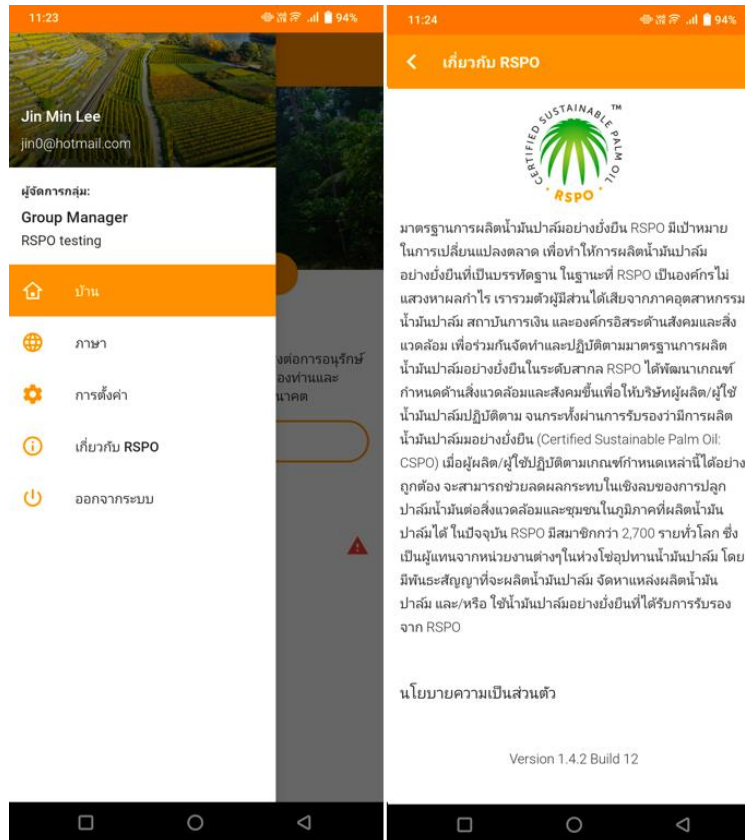 11:23
94%
Jin Min Lee
jin0@hotmail.com
ผู้จัดการกลุ่ม:
Group Manager
RSPO testing
บ้าน
ภาษา
การตั้งค่า
เกี่ยวกับ RSPO
ออกจากระบบ
งต่อการอนุรักษ์
องท่านและ
นาคต
11:24
94%
เกี่ยวกับ RSPO
CERTIFIED SUSTAINABLE PALM OIL TM
RSPO
มาตรฐานการผลิตน้ำมันปาล์มอย่างยั่งยืน RSPO มีเป้าหมาย
ในการเปลี่ยนแปลงตลาด เพื่อทำให้การผลิตน้ำมันปาล์ม
อย่างยั่งยืนที่เป็นบรรทัดฐาน ในฐานะที่ RSPO เป็นองค์กรไม่
แสวงหาผลกำไร เรารวมตัวผู้มีส่วนได้เสียจากภาคอุตสาหกรรม
น้ำมันปาล์ม สถาบันการเงิน และองค์กรอิสระด้านสังคมและสิ่ง
แวดล้อม เพื่อร่วมกันจัดทำและปฏิบัติตามมาตรฐานการผลิต
น้ำมันปาล์มอย่างยั่งยืนในระดับสากล RSPO ได้พัฒนาเกณฑ์
กำหนดด้านสิ่งแวดล้อมและสังคมขึ้นเพื่อให้บริษัทผู้ผลิต/ผู้ใช้
น้ำมันปาล์มปฏิบัติตาม จนกระทั่งผ่านการรับรองว่ามีการผลิต
น้ำมันปาล์มมอย่างยั่งยืน (Certified Sustainable Palm Oil:
CSPO) เมื่อผู้ผลิต/ผู้ใช้ปฏิบัติตามเกณฑ์กำหนดเหล่านี้ได้อย่าง
ถูกต้อง จะสามารถช่วยลดผลกระทบในเชิงลบของการปลูก
ปาล์มน้ำมันต่อสิ่งแวดล้อมและชุมชนในภูมิภาคที่ผลิตน้ำมัน
ปาล์มได้ ในปัจจุบัน RSPO มีสมาชิกกว่า 2,700 รายทั่วโลก ซึ่ง
เป็นผู้แทนจากหน่วยงานต่างๆในห่วงโซ่อุปทานน้ำมันปาล์ม โดย
มีพันธะสัญญาที่จะผลิตน้ำมันปาล์ม จัดหาแหล่งผลิตน้ำมัน
ปาล์ม และ/หรือ ใช้น้ำมันปาล์มอย่างยั่งยืนที่ได้รับการรับรอง
จาก RSPO
นโยบายความเป็นส่วนตัว
Version 1.4.2 Build 12